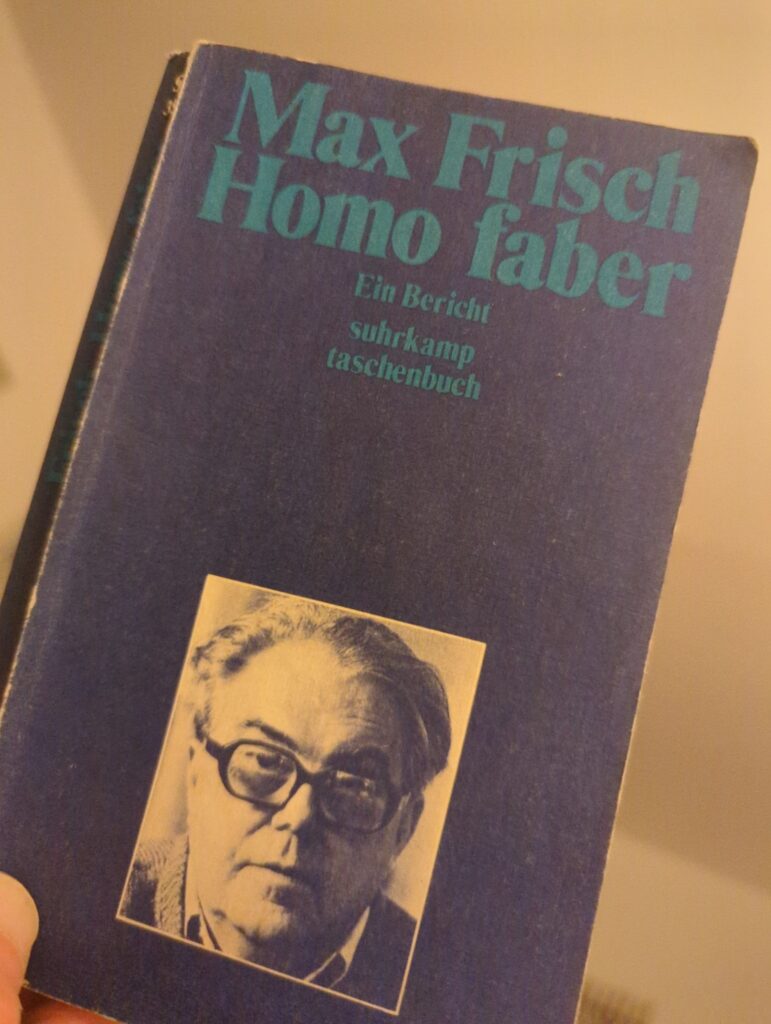 Max Frisch
Homo faber
Ein Bericht
suhrkamp
taschenbuch